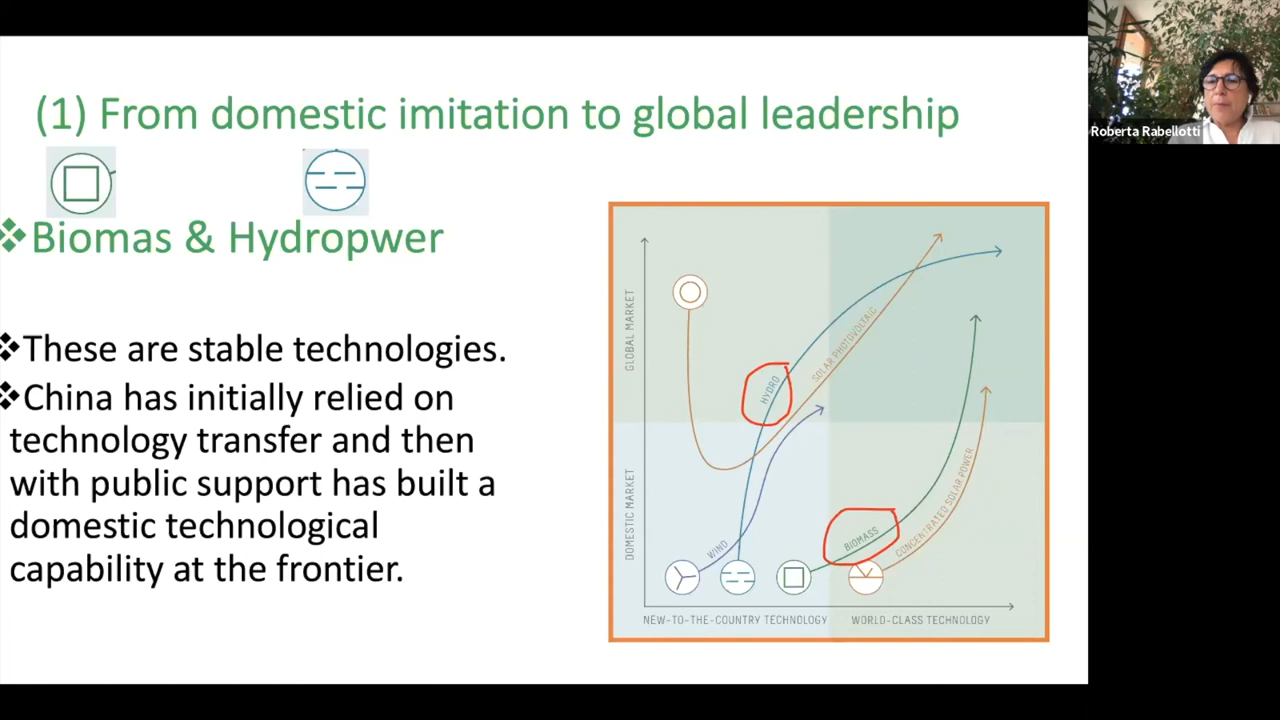 (1) From domestic imitation to global leadership
Biomas & Hydropwer
These are stable technologies.
China has initially relied on
technology transfer and then
with public support has built a
domestic technological
capability at the frontier.
GLOBAL MARKET
DOMESTIC MARKET
HYDRO
SOLAR PHOTOVOLTAIC
WIND
BIOMASS
CONCENTRATED SOLAR POWER
NEW-TO-THE-COUNTRY TECHNOLOGY
WORLD-CLASS TECHNOLOGY
Roberta Rabellotti